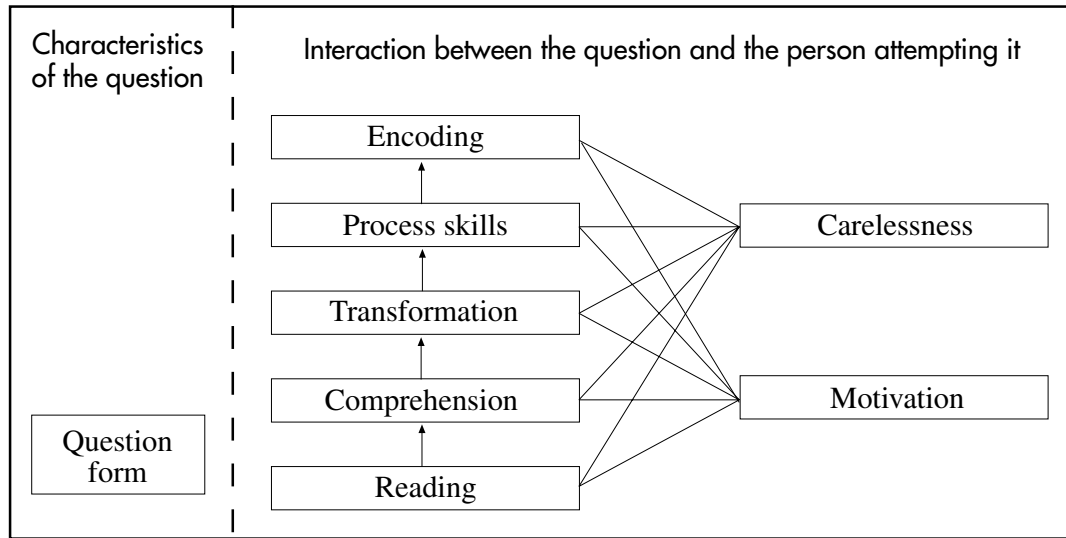 Characteristics
of the question
Interaction between the question and the person attempting it
Encoding
Process skills
Carelessness
Transformation
Comprehension
Motivation
Question
form
Reading